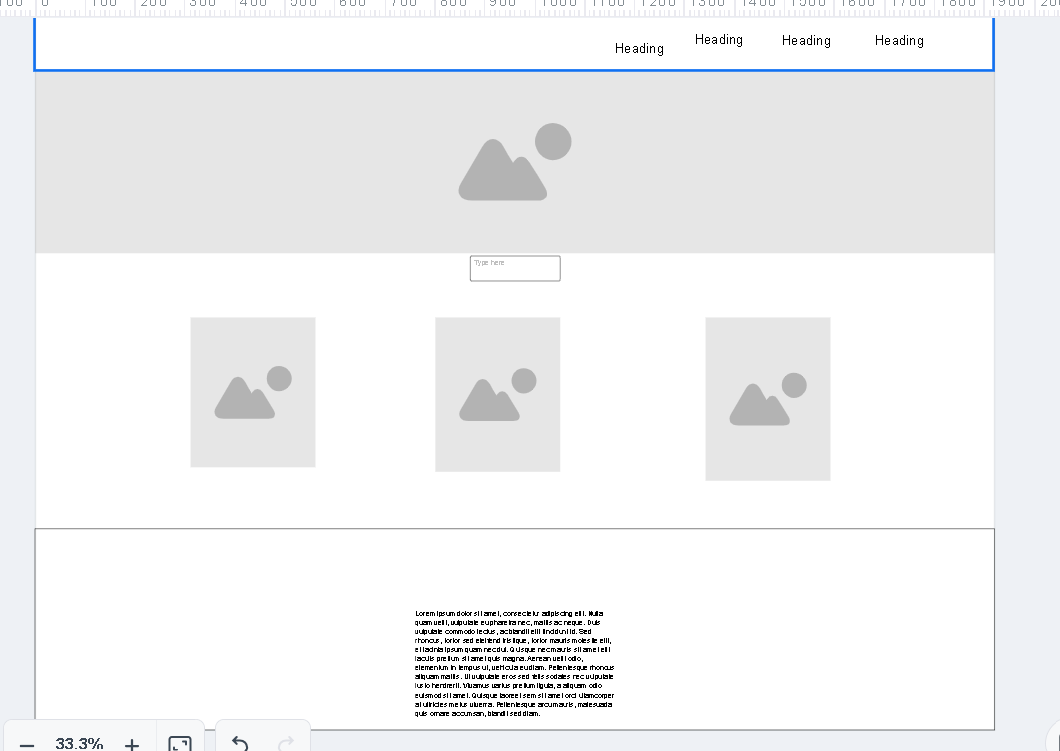 100 0 100 200 300 400 500 600 700 800 900 1000 1100 1200 1300 1400 1500 1600 1700 1800 1900
Heading Heading Heading Heading
Type here
Lorem ipsum dolor sit amet, consectetur adipiscing elit. Nulla
quam velit, vulputate eu pharetra nec, mattis ac neque. Duis
vulputate commodo lectus, ac blandit elit tincidunt id. Sed
rhoncus, tortor sed eleifend tristique, tortor mauris molestie elit,
et lacinia ipsum quam nec dui. Quisque nec mauris sit amet elit
iaculis pretium sit amet quis magna. Aenean velit odio,
elementum in tempus ut, vehicula eu diam. Pellentesque rhoncus
aliquam mattis. Ut vulputate eros sed felis sodales nec vulputate
justo hendrerit. Vivamus varius pretium ligula, a aliquam odio
euismod sit amet. Quisque laoreet sem sit amet orci ullamcorper
at ultricies metus viverra. Pellentesque arcu mauris, malesuada
quis ornare accumsan, blandit sed diam.
33.3%